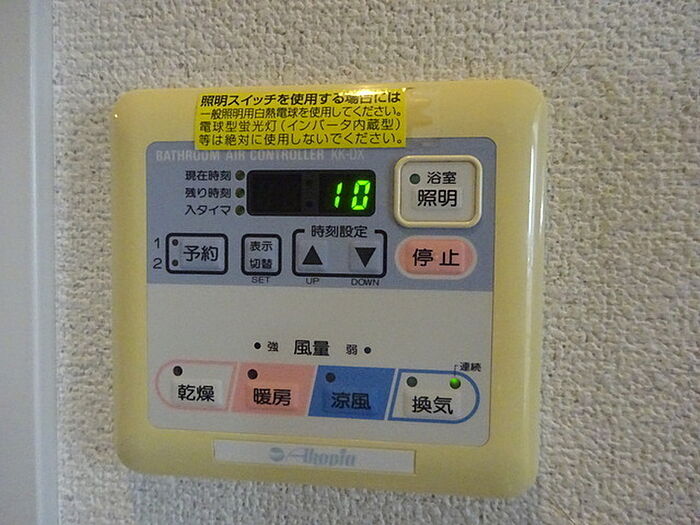 照明スイッチを使用する場合には
一般照明用白熱電球を使用してください。
電球型蛍光灯(インバータ内蔵型)
等は絶対に使用しないでください。
BATHROOM AIR CONTROLLER KK-DX
現在時刻
残り時刻
入タイマ
10
浴室
照明
1
2
予約
表示
切替
SET
時刻設定
▲ ▼
UP DOWN
停止
強 風量 弱
連続
乾燥 暖房 涼風 換気
Akopia